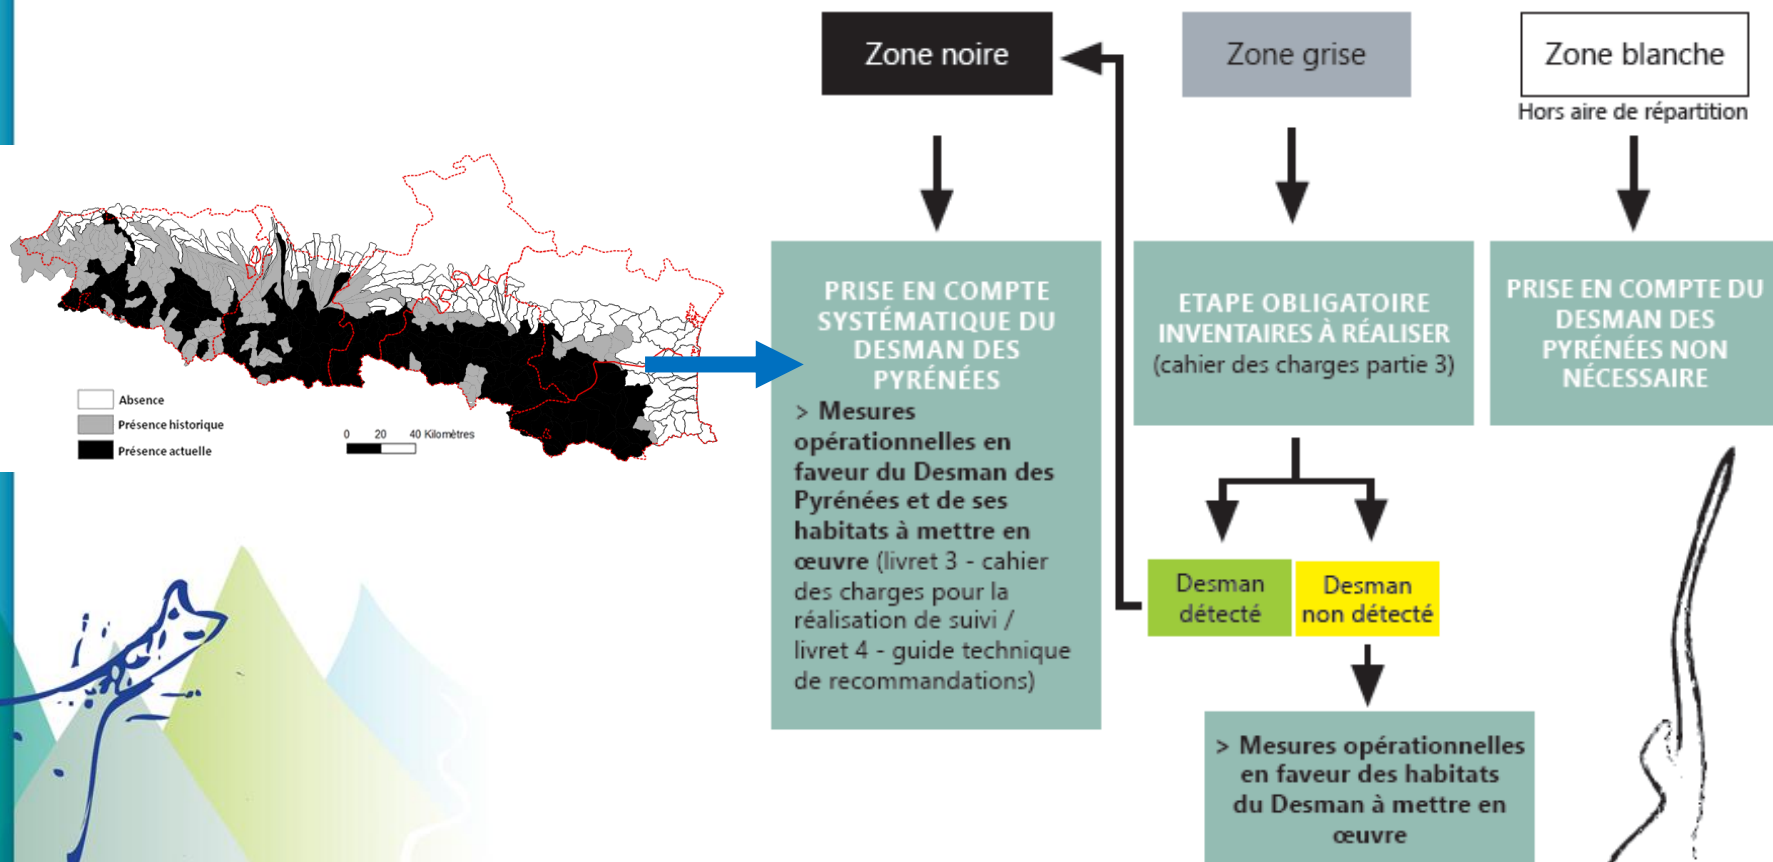 Zone noire
Zone grise
Zone blanche
Hors aire de répartition
Absence
Présence historique
Présence actuelle
0 20 40 Kilomètres
PRISE EN COMPTE
SYSTÉMATIQUE DU
DESMAN DES
PYRÉNÉES
> Mesures
opérationnelles en
faveur du Desman des
Pyrénées et de ses
habitats à mettre en
œuvre (livret 3 - cahier
des charges pour la
réalisation de suivi /
livret 4 - guide technique
de recommandations)
ETAPE OBLIGATOIRE
INVENTAIRES À RÉALISER
(cahier des charges partie 3)
PRISE EN COMPTE DU
DESMAN DES
PYRÉNÉES NON
NÉCESSAIRE
Desman
détecté
Desman
non détecté
> Mesures opérationnelles
en faveur des habitats
du Desman à mettre en
œuvre